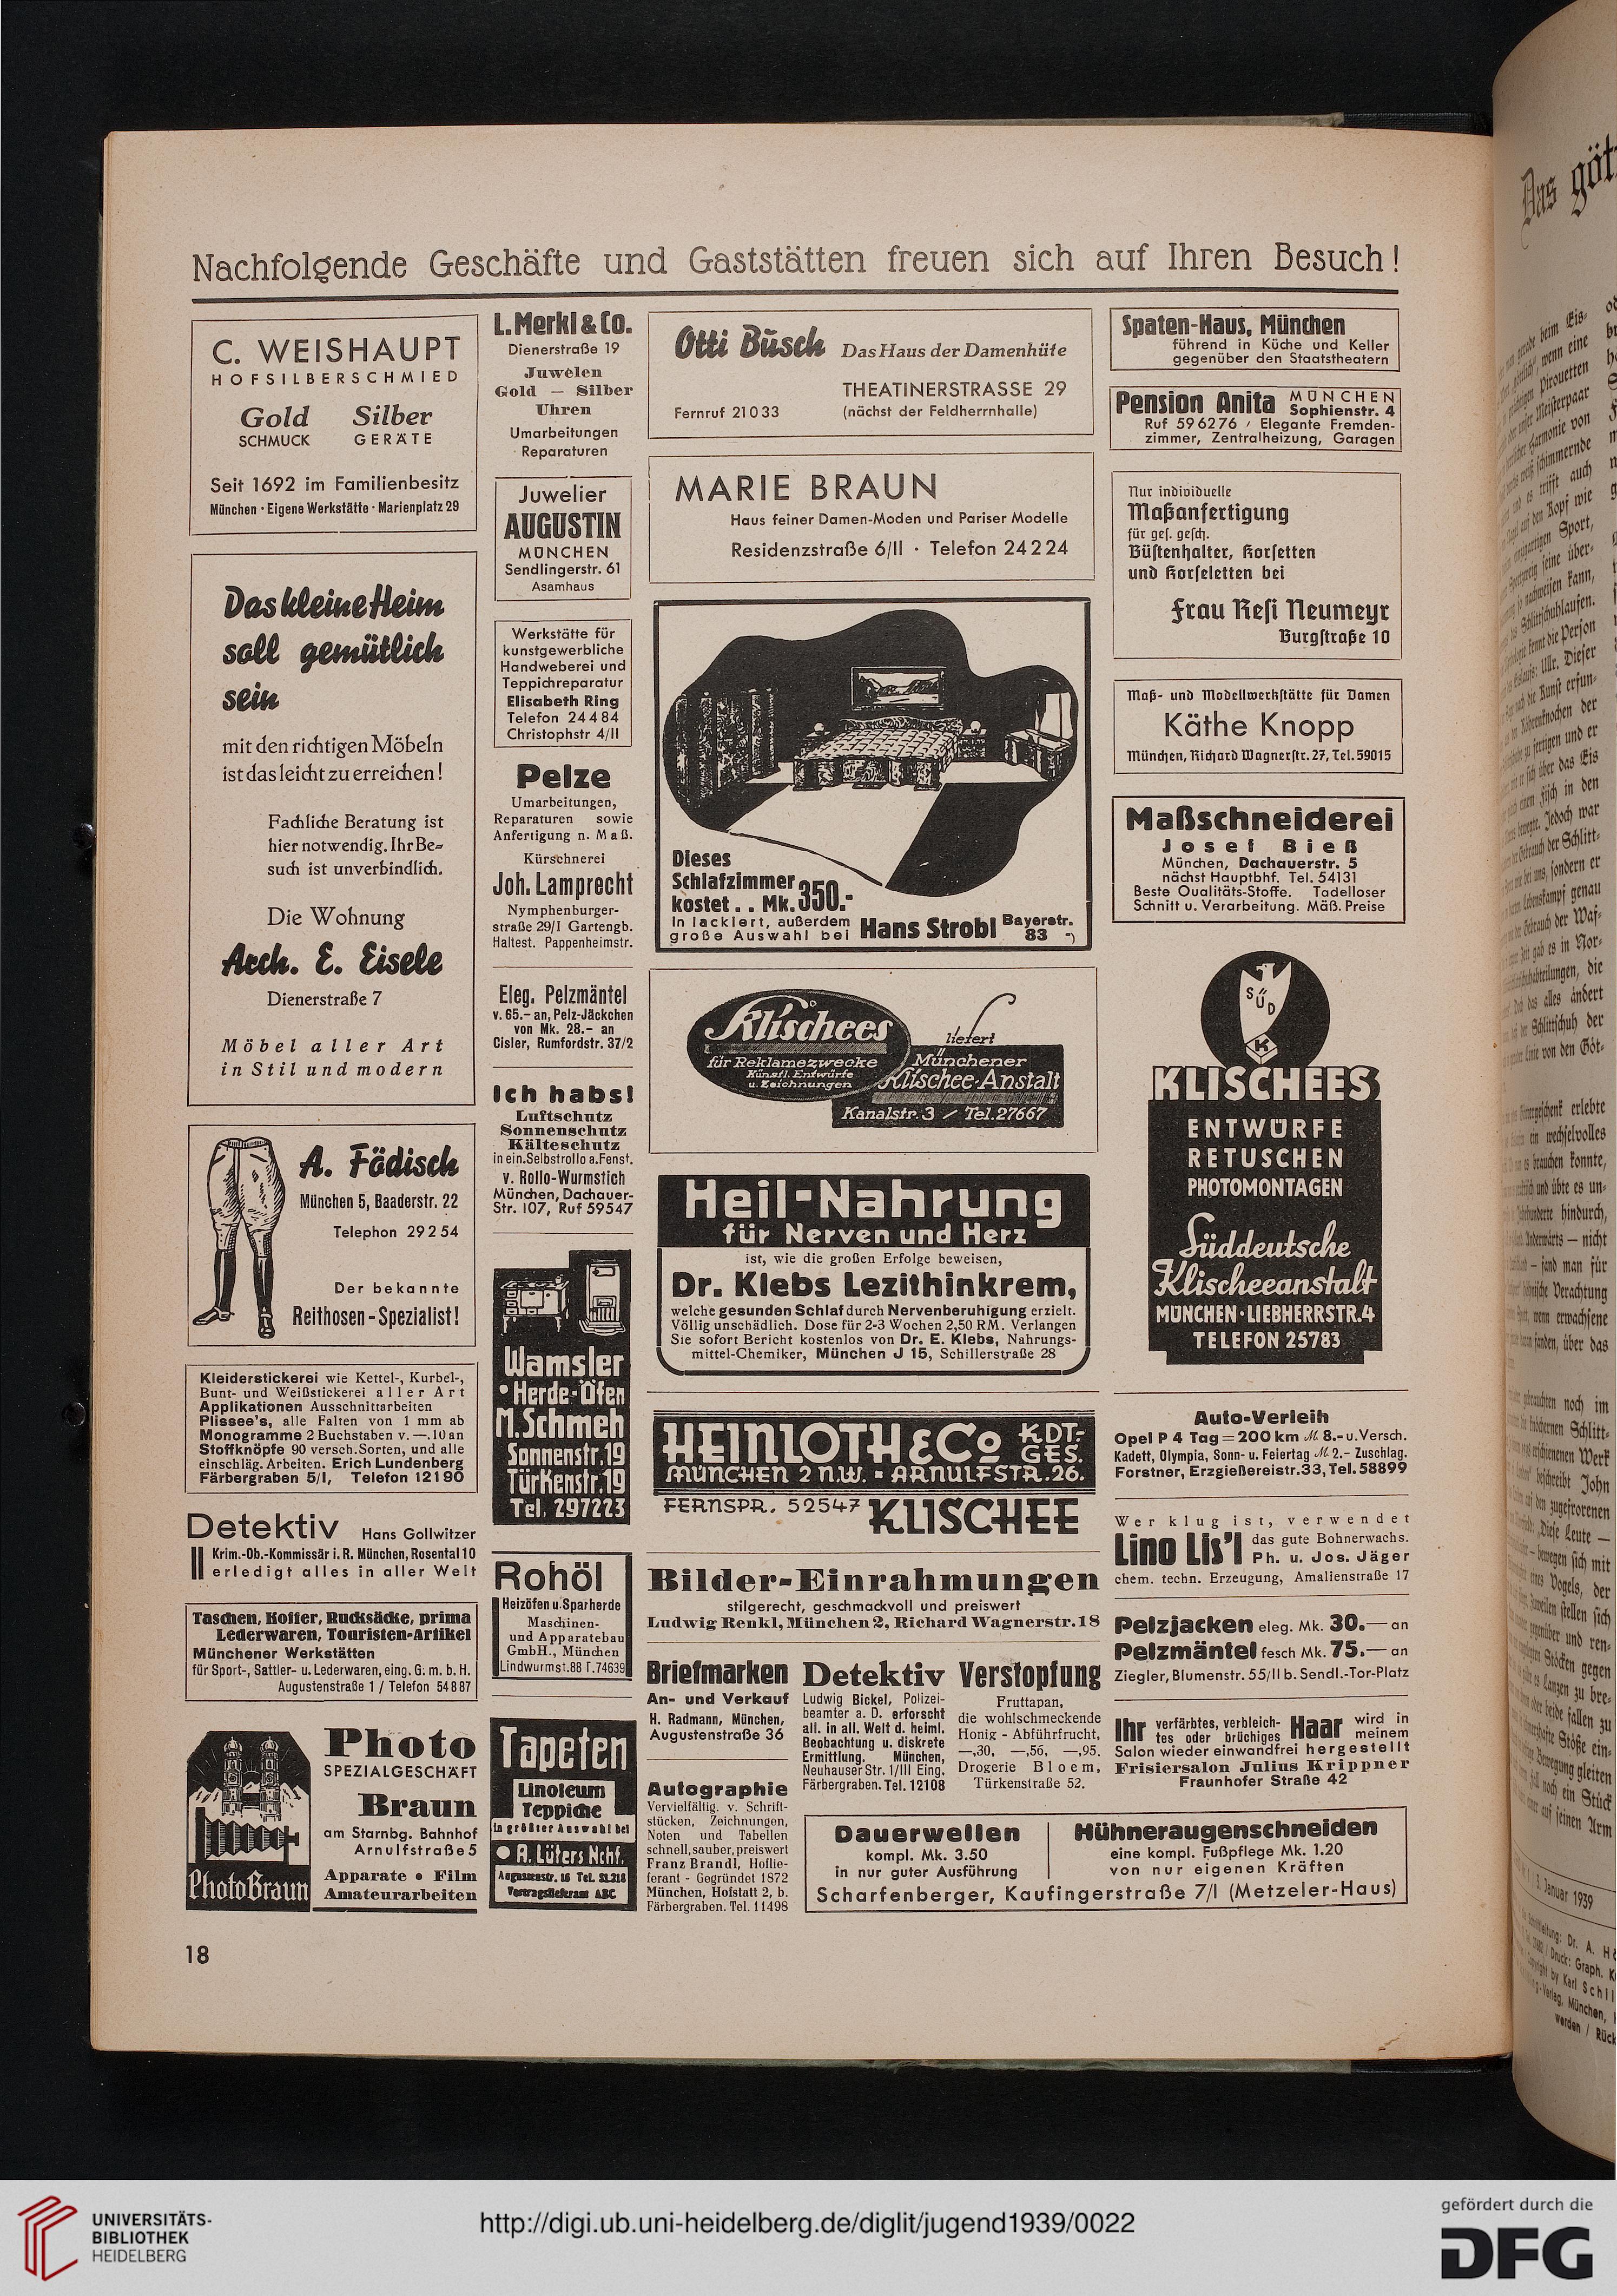 Nachfolgende Geschäfte und Gaststätten freuen sich auf Ihren Besuch!
C. WEISHAUPT
HOFSILBERSCHMIED
Gold Silber
SCHMUCK GERÄTE
Seit 1692 im Familienbesitz
München · Eigene Werkstätte · Marienplatz 29
Das kleine Heim
soll gemütlich
sein
mit den richtigen Möbeln
ist das leicht zu erreichen!
Fachliche Beratung ist
hier notwendig. Ihr Be-
such ist unverbindlich.
Die Wohnung
Arch. E. Eisele
Dienerstraße 7
Möbel aller Art
in Stil und modern
A. Födisch
München 5, Baaderstr. 22
Telephon 29254
Der bekannte
Reithosen-Spezialist!
Kleiderstickerei wie Kettel-, Kurbel-,
Bunt- und Weißstickerei aller Art
Applikationen Ausschnittarbeiten
Plissee's, alle Falten von 1 mm ab
Monogramme 2 Buchstaben v. —.10 an
Stoffknöpfe 90 versch. Sorten, und alle
einschläg. Arbeiten. Erich Lundenberg
Färbergraben 5/I, Telefon 12190
Detektiv Hans Gollwitzer
II Krim.-Ob.-Kommissär i. R. München, Rosental 10
erledigt alles in aller Welt
Taschen, Koffer, Rucksäcke, prima
Lederwaren, Touristen-Artikel
Münchener Werkstätten
für Sport-, Sattler- u. Lederwaren, eing. G. m. b. H.
Augustenstraße 1 / Telefon 54887
Photo
SPEZIALGESCHÄFT
Braun
am Starnbg. Bahnhof
Arnulfstraße 5
Apparate • Film
Amateurarbeiten
Photo Braun
L. Merkl & Co.
Dienerstraße 19
Juwelen
Gold — Silber
Uhren
Umarbeitungen
Reparaturen
Juwelier
AUGUSTIN
MÜNCHEN
Sendlingerstr. 61
Asamhaus
Werkstätte für
kunstgewerbliche
Handweberei und
Teppichreparatur
Elisabeth Ring
Telefon 24484
Christophstr 4/II
Pelze
Umarbeitungen,
Reparaturen sowie
Anfertigung n. Maß.
Kürschnerei
Joh. Lamprecht
Nymphenburger-
straße 29/I Gartengb.
Haltest. Pappenheimstr.
Eleg. Pelzmäntel
v. 65.- an, Pelz-Jäckchen
von Mk. 28.- an
Cisler, Rumfordstr. 37/2
Ich habs!
Luftschutz
Sonnenschutz
Kälteschutz
in ein. Selbstrollo a. Fenst.
v. Rollo-Wurmstich
München, Dachauer-
Str. 107, Ruf 59547
Wamsler
• Herde-Öfen
M. Schmeh
Sonnenstr. 19
Türkenstr. 19
Tel. 297223
Rohöl
Heizöfen u. Sparherde
Maschinen-
und Apparatebau
GmbH., München
Lindwurmst. 88 T. 74639
Tapeten
Linoleum
Teppiche
in größter Auswahl bei
• A. Lüters Nchf.
Augustenstr. 16 Tel.
Vertragslieferant ABC
Otti Busch Das Haus der Damenhüte
THEATINERSTRASSE 29
Fernruf 21033 (nächst der Feldherrnhalle)
MARIE BRAUN
Haus feiner Damen-Moden und Pariser Modelle
Residenzstraße 6/II · Telefon 24224
Dieses
Schlafzimmer
kostet . . Mk. 350.-
In lackiert, außerdem
große Auswahl bei Hans Strobl Bayerstr. 83
Klischees
für Reklamezwecke
Künstl. Entwürfe
u. Zeichnungen
liefert
Münchener
Klischee-Anstalt
Kanalstr. 3 / Tel. 27667
Heil-Nahrung
für Nerven und Herz
ist, wie die großen Erfolge beweisen,
Dr. Klebs Lezithinkrem,
welche gesunden Schlaf durch Nervenberuhigung erzielt.
Völlig unschädlich. Dose für 2-3 Wochen 2,50 RM. Verlangen
Sie sofort Bericht kostenlos von Dr. E. Klebs, Nahrungs-
mittel-Chemiker, München J 15, Schillerstraße 28
HEINLOTH & Co KDT.-GES.
MÜNCHEN 2 N.W. · ARNULFSTR. 26.
FERNSPR. 52547 KLISCHEE
Bilder-Einrahmungen
stilgerecht, geschmackvoll und preiswert
Ludwig Renkl, München 2, Richard Wagnerstr. 18
Briefmarken
An- und Verkauf
H. Radmann, München,
Augustenstraße 36
Autographie
Vervielfältig. v. Schrift-
stücken, Zeichnungen,
Noten und Tabellen
schnell, sauber, preiswert
Franz Brandl, Hoflie-
ferant - Gegründet 1872
München, Hofstatt 2, b.
Färbergraben. Tel. 11498
Detektiv
Ludwig Bickel, Polizei-
beamter a. D. erforscht
all. in all. Welt d. heiml.
Beobachtung u. diskrete
Ermittlung. München,
Neuhauser Str. 1/III Eing.
Färbergraben. Tel. 12108
Verstopfung
Fruttapan,
die wohlschmeckende
Honig - Abführfrucht,
—,30, —,56, —,95.
Drogerie Bloem,
Türkenstraße 52.
Spaten-Haus, München
führend in Küche und Keller
gegenüber den Staatstheatern
Pension Anita MÜNCHEN
Sophienstr. 4
Ruf 596276 / Elegante Fremden-
zimmer, Zentralheizung, Garagen
Nur individuelle
Maßanfertigung
für ges. gesch.
Büstenhalter, Korsetten
und Korseletten bei
Frau Resi Neumeyr
Burgstraße 10
Maß- und Modellwerkstätte für Damen
Käthe Knopp
München, Richard Wagnerstr. 27, Tel. 59015
Maßschneiderei
Josef Bieß
München, Dachauerstr. 5
nächst Hauptbhf. Tel. 54131
Beste Qualitäts-Stoffe. Tadelloser
Schnitt u. Verarbeitung. Mäß. Preise
SÜD
K
KLISCHEES
ENTWÜRFE
RETUSCHEN
PHOTOMONTAGEN
Süddeutsche
Klischeeanstalt
MÜNCHEN · LIEBHERRSTR. 4
TELEFON 25783
Auto-Verleih
Opel P 4 Tag = 200 km M 8.- u. Versch.
Kadett, Olympia, Sonn- u. Feiertag M 2.- Zuschlag.
Forstner, Erzgießereistr. 33, Tel. 58899
Wer klug ist, verwendet
Lino Lis'l das gute Bohnerwachs.
Ph. u. Jos. Jäger
chem. techn. Erzeugung, Amalienstraße 17
Pelzjacken eleg. Mk. 30.— an
Pelzmäntel fesch Mk. 75.— an
Ziegler, Blumenstr. 55/II b. Sendl.-Tor-Platz
Ihr verfärbtes, verbleich-
tes oder brüchiges Haar wird in meinem
Salon wieder einwandfrei hergestellt
Frisiersalon Julius Krippner
Fraunhofer Straße 42
Dauerwellen
kompl. Mk. 3.50
in nur guter Ausführung
Hühneraugenschneiden
eine kompl. Fußpflege Mk. 1.20
von nur eigenen Kräften
Scharfenberger, Kaufingerstraße 7/I (Metzeler-Haus)
18
UNIVERSITÄTS-
BIBLIOTHEK
HEIDELBERG
http://digi.ub.uni-heidelberg.de/diglit/jugend1939/0022
gefördert durch die
DFG